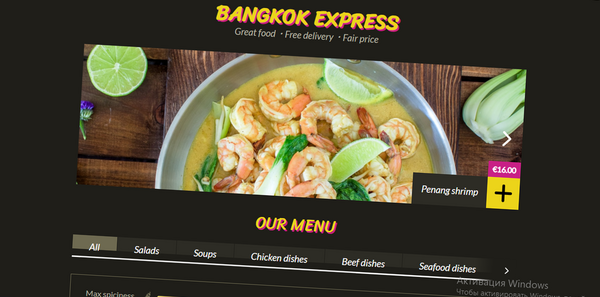 BANGKOK EXPRESS
Great food · Free delivery · Fair price
€16.00
Penang shrimp +
OUR MENU
All Salads Soups Chicken dishes Beef dishes Seafood dishes
Активация Windows
Чтобы активировать Windows
Max spiciness